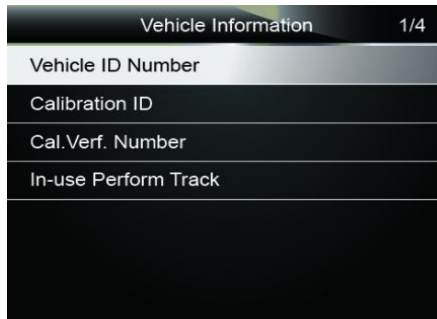 Vehicle Information 1/4
Vehicle ID Number
Calibration ID
Cal.Verf. Number
In-use Perform Track